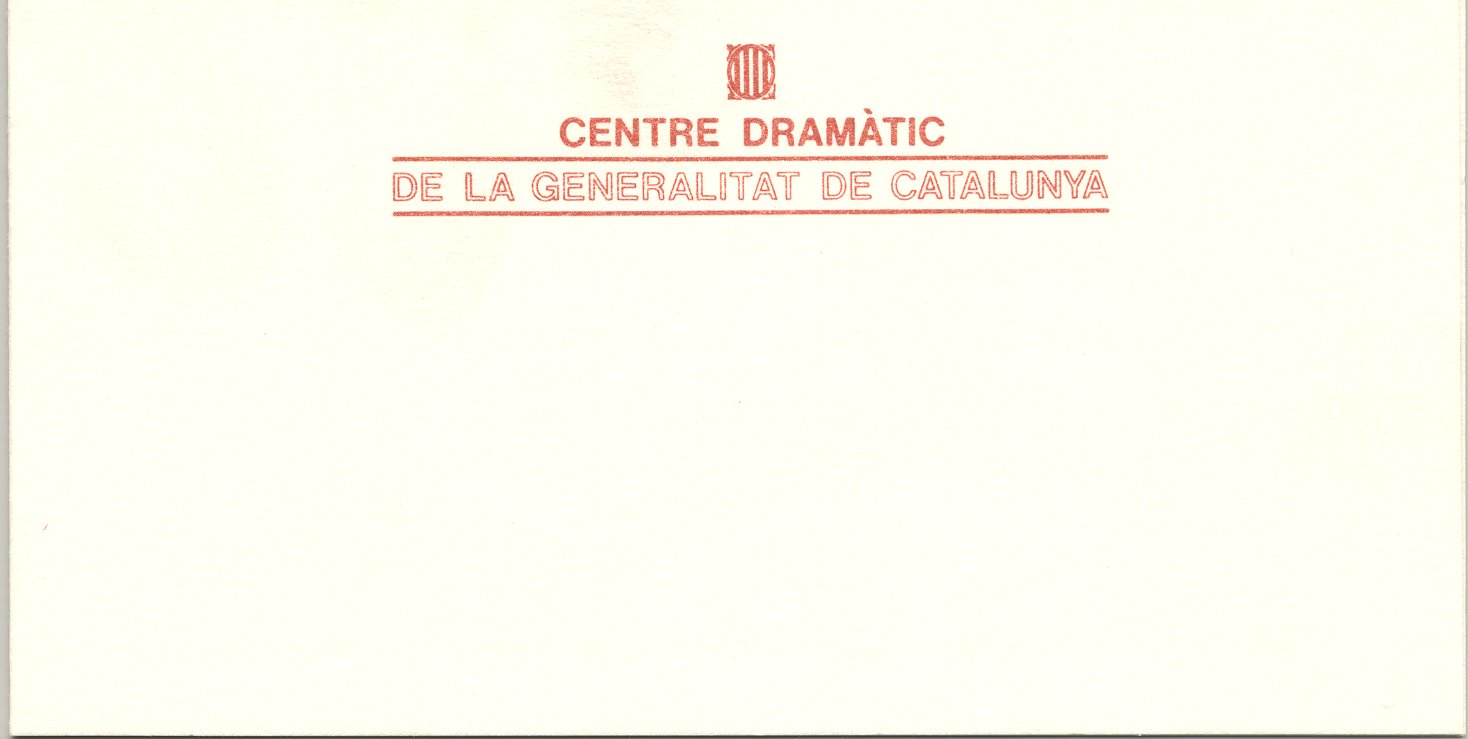 CENTRE DRAMÀTIC
DE LA GENERALITAT DE CATALUNYA